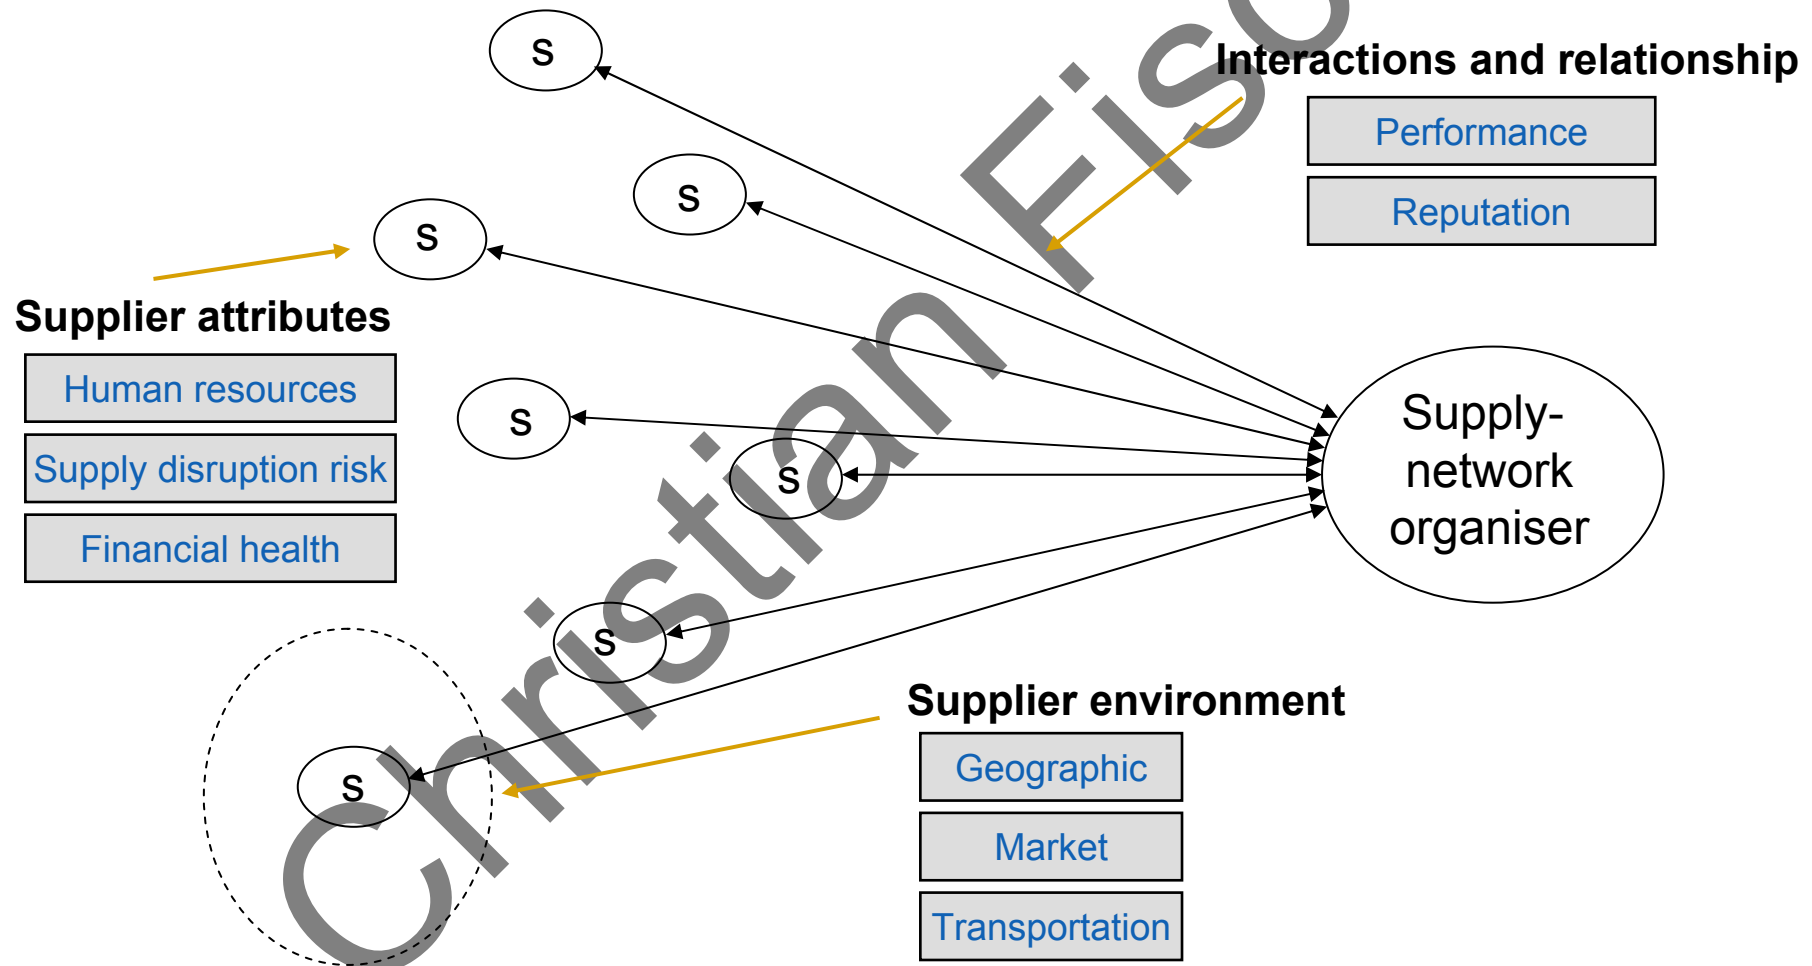 S
Interactions and relationship
Performance
Reputation
S
S
Supplier attributes
Human resources
Supply disruption risk
Financial health
S
S
Supply-
network
organiser
S
Supplier environment
Geographic
Market
Transportation
S
Christian